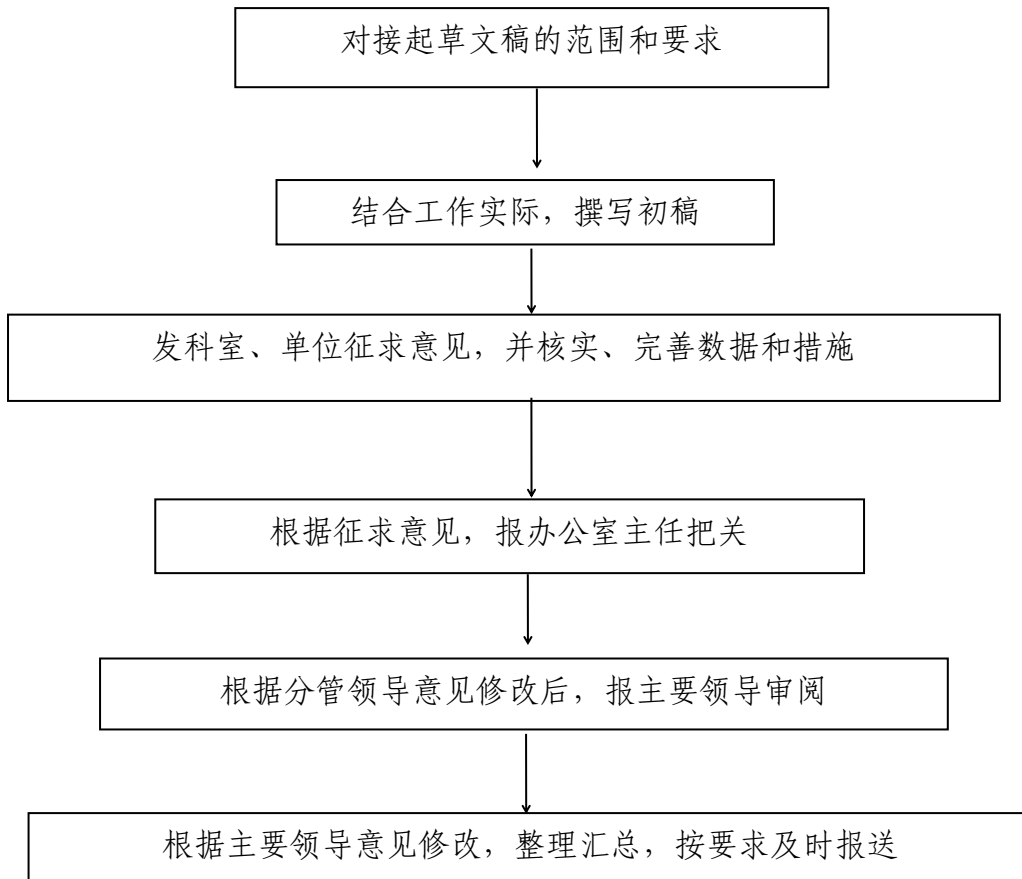 对接起草文稿的范围和要求
结合工作实际，撰写初稿
发科室、单位征求意见，并核实、完善数据和措施
根据征求意见，报办公室主任把关
根据分管领导意见修改后，报主要领导审阅
根据主要领导意见修改，整理汇总，按要求及时报送